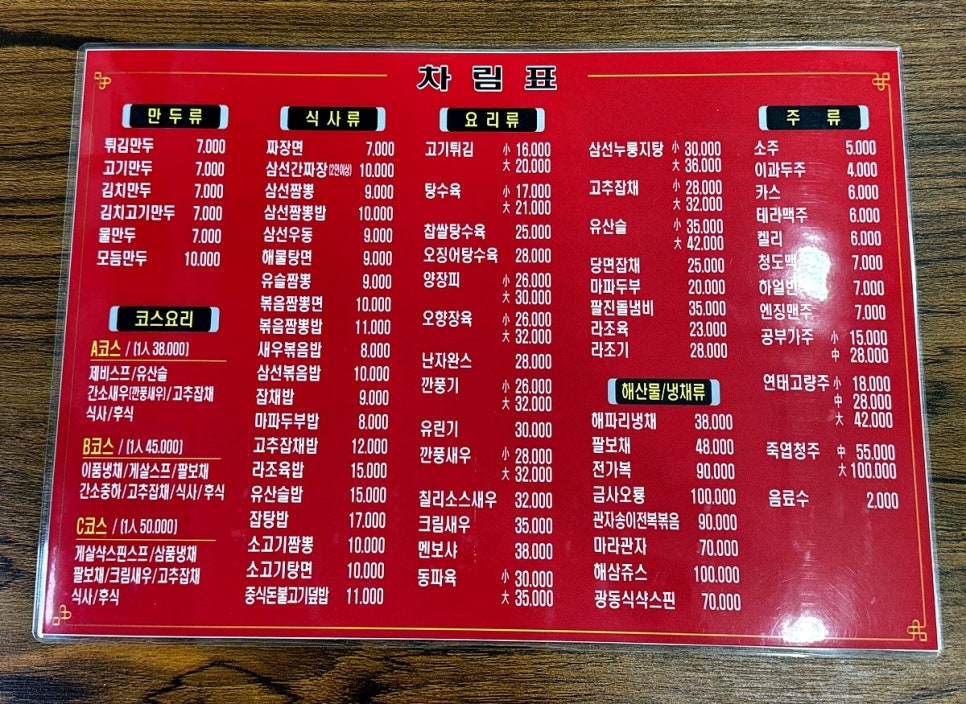 차림표
만두류
튀김만두 7.000
고기만두 7.000
김치만두 7.000
김치고기만두 7.000
물만두 7.000
모듬만두 10.000
코스요리
A코스 / (1人 38.000)
제비스프/유산슬
간소새우(깐풍새우)/고추잡채
식사/후식
B코스 / (1人 45.000)
이품냉채/게살스프/팔보채
간소중하/고추잡채/식사/후식
C코스 / (1人 50.000)
게살삭스핀스프/삼품냉채
팔보채/크림새우/고추잡채
식사/후식
식사류
짜장면 7.000
삼선간짜장(2인이상) 10.000
삼선짬뽕 9.000
삼선짬뽕밥 10.000
삼선우동 9.000
해물탕면 9.000
유슬짬뽕 9.000
볶음짬뽕면 10.000
볶음짬뽕밥 11.000
새우볶음밥 8.000
삼선볶음밥 10.000
잡채밥 9.000
마파두부밥 8.000
고추잡채밥 12.000
라조육밥 15.000
유산슬밥 15.000
잡탕밥 17.000
소고기짬뽕 10.000
소고기탕면 10.000
중식돈불고기덮밥 11.000
요리류
고기튀김 小 16.000
大 20.000
탕수육 小 17.000
大 21.000
찹쌀탕수육 25.000
오징어탕수육 28.000
양장피 小 26.000
大 30.000
오향장육 小 26.000
大 32.000
난자완스 28.000
깐풍기 小 26.000
大 32.000
유린기 30.000
깐풍새우 小 28.000
大 32.000
칠리소스새우 32.000
크림새우 35.000
멘보샤 38.000
동파육 小 30.000
大 35.000
삼선누룽지탕 小 30.000
大 36.000
고추잡채 小 28.000
大 32.000
유산슬 小 35.000
大 42.000
당면잡채 25.000
마파두부 20.000
팔진돌냄비 35.000
라조육 23.000
라조기 28.000
해산물/냉채류
해파리냉채 38.000
팔보채 48.000
전가복 90.000
금사오룡 100.000
관자송이전복볶음 90.000
마라관자 70.000
해삼쥬스 100.000
광동식샥스핀 70.000
주류
소주 5.000
이과두주 4.000
카스 6.000
테라맥주 6.000
켈리 6.000
청도맥주 7.000
하얼빈 7.000
엔징맥주 7.000
공부가주 小 15.000
中 28.000
연태고량주 小 18.000
中 28.000
大 42.000
죽엽청주 中 55.000
大 100.000
음료수 2.000